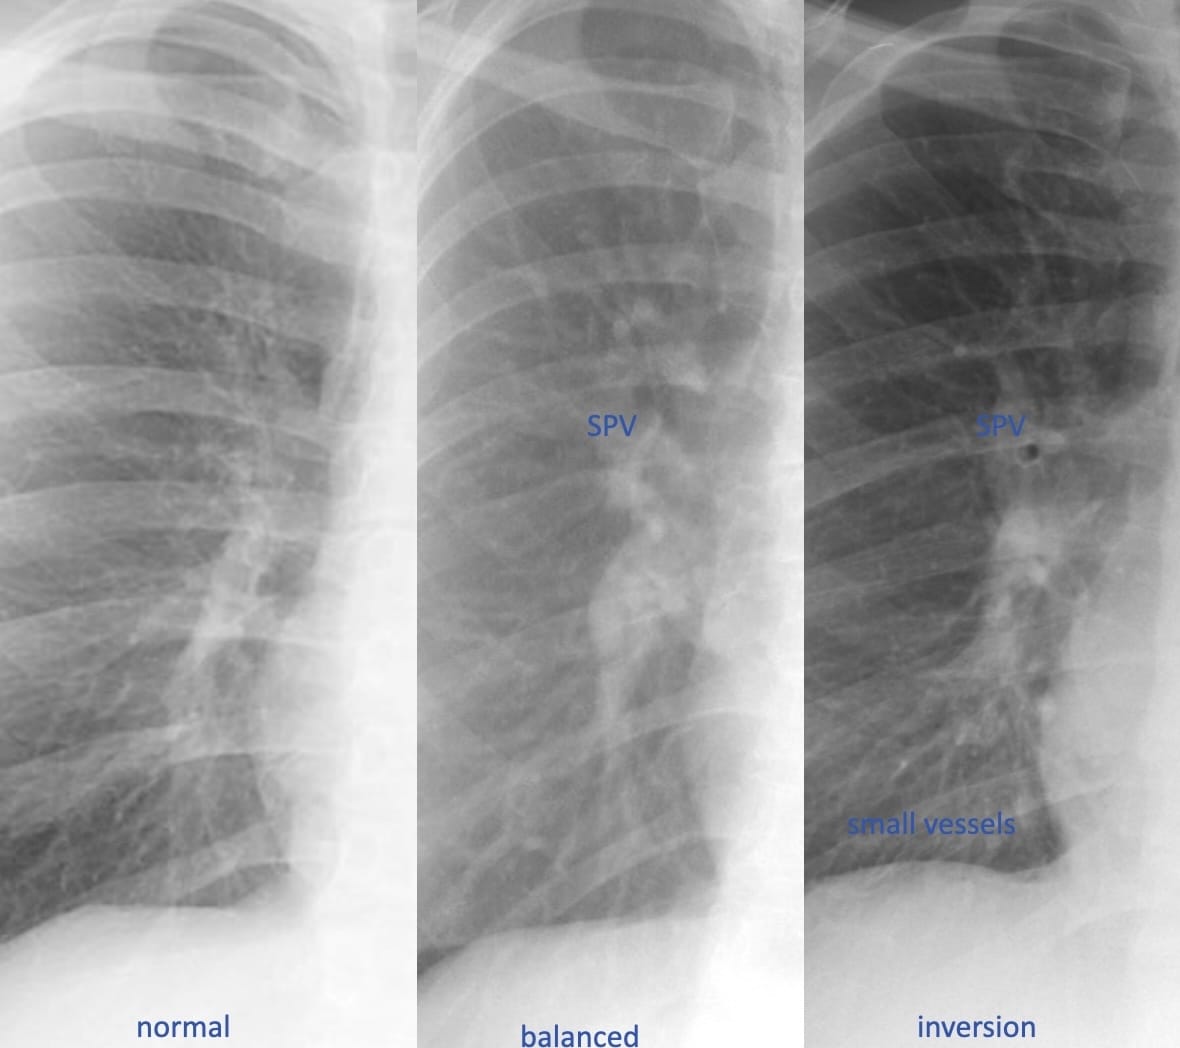 SPV
SPV
small vessels
normal
balanced
inversion